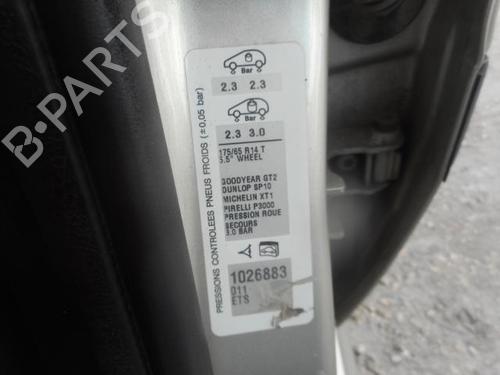 PRESSIONS CONTROLEES PNEUS FROIDS (±0,05 bar)
Bar
2.3 2.3
Bar
2.3 3.0
175/65 R14 T
5.5" WHEEL
GOODYEAR GT2
DUNLOP SP10
MICHELIN XT1
PIRELLI P3000
PRESSION ROUE
SECOURS
3.0 BAR
1026883
011
ETS
B-PARTS